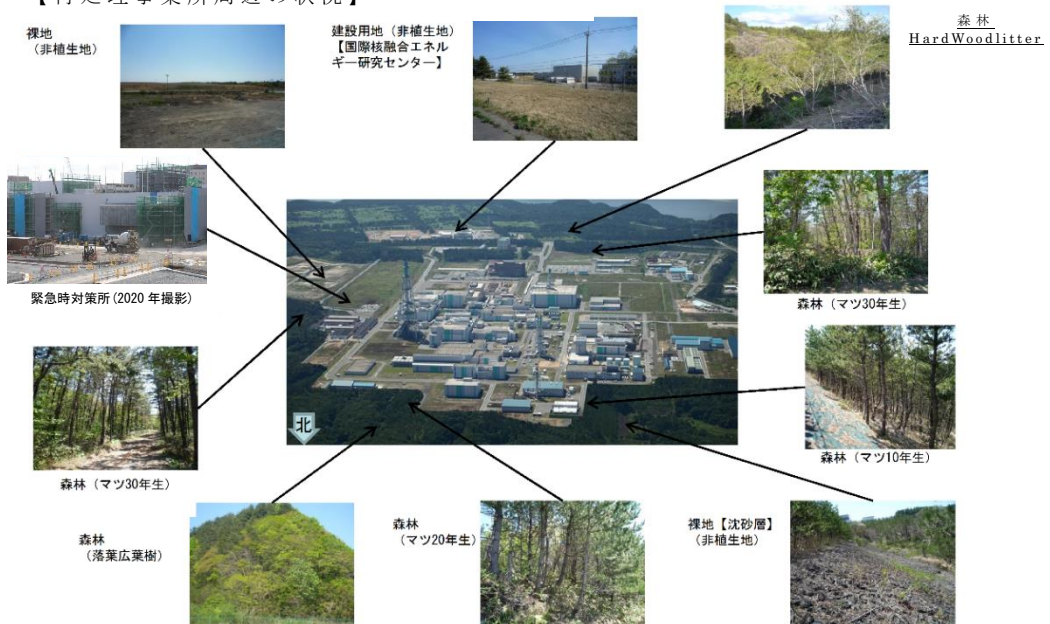 裸地
(非植生地)
建設用地(非植生地)
【国際核融合エネル
ギー研究センター】
森林
HardWoodlitter
緊急時対策所(2020 年撮影)
森林(マツ30年生)
北
森林(マツ10年生)
森林(マツ30年生)
森林
(落葉広葉樹)
森林
(マツ20年生)
裸地【沈砂層】
(非植生地)